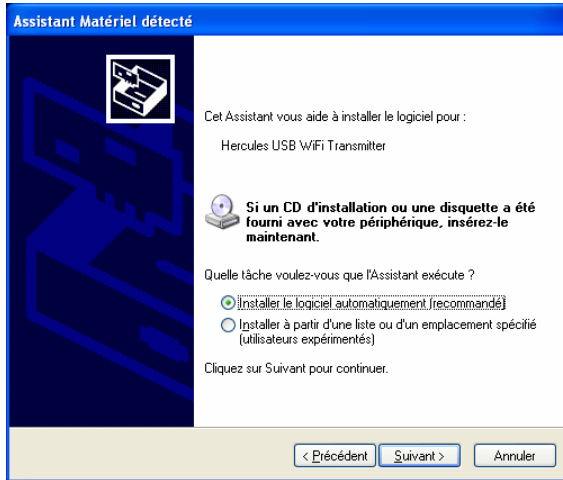 Assistant Matériel détecté
Cet Assistant vous aide à installer le logiciel pour :
Hercules USB WiFi Transmitter
Si un CD d'installation ou une disquette a été
fourni avec votre périphérique, insérez-le
maintenant.
Quelle tâche voulez-vous que l'Assistant exécute ?
Installer le logiciel automatiquement (recommandé)
Installer à partir d'une liste ou d'un emplacement spécifié
(utilisateurs expérimentés)
Cliquez sur Suivant pour continuer.
< Précédent Suivant > Annuler